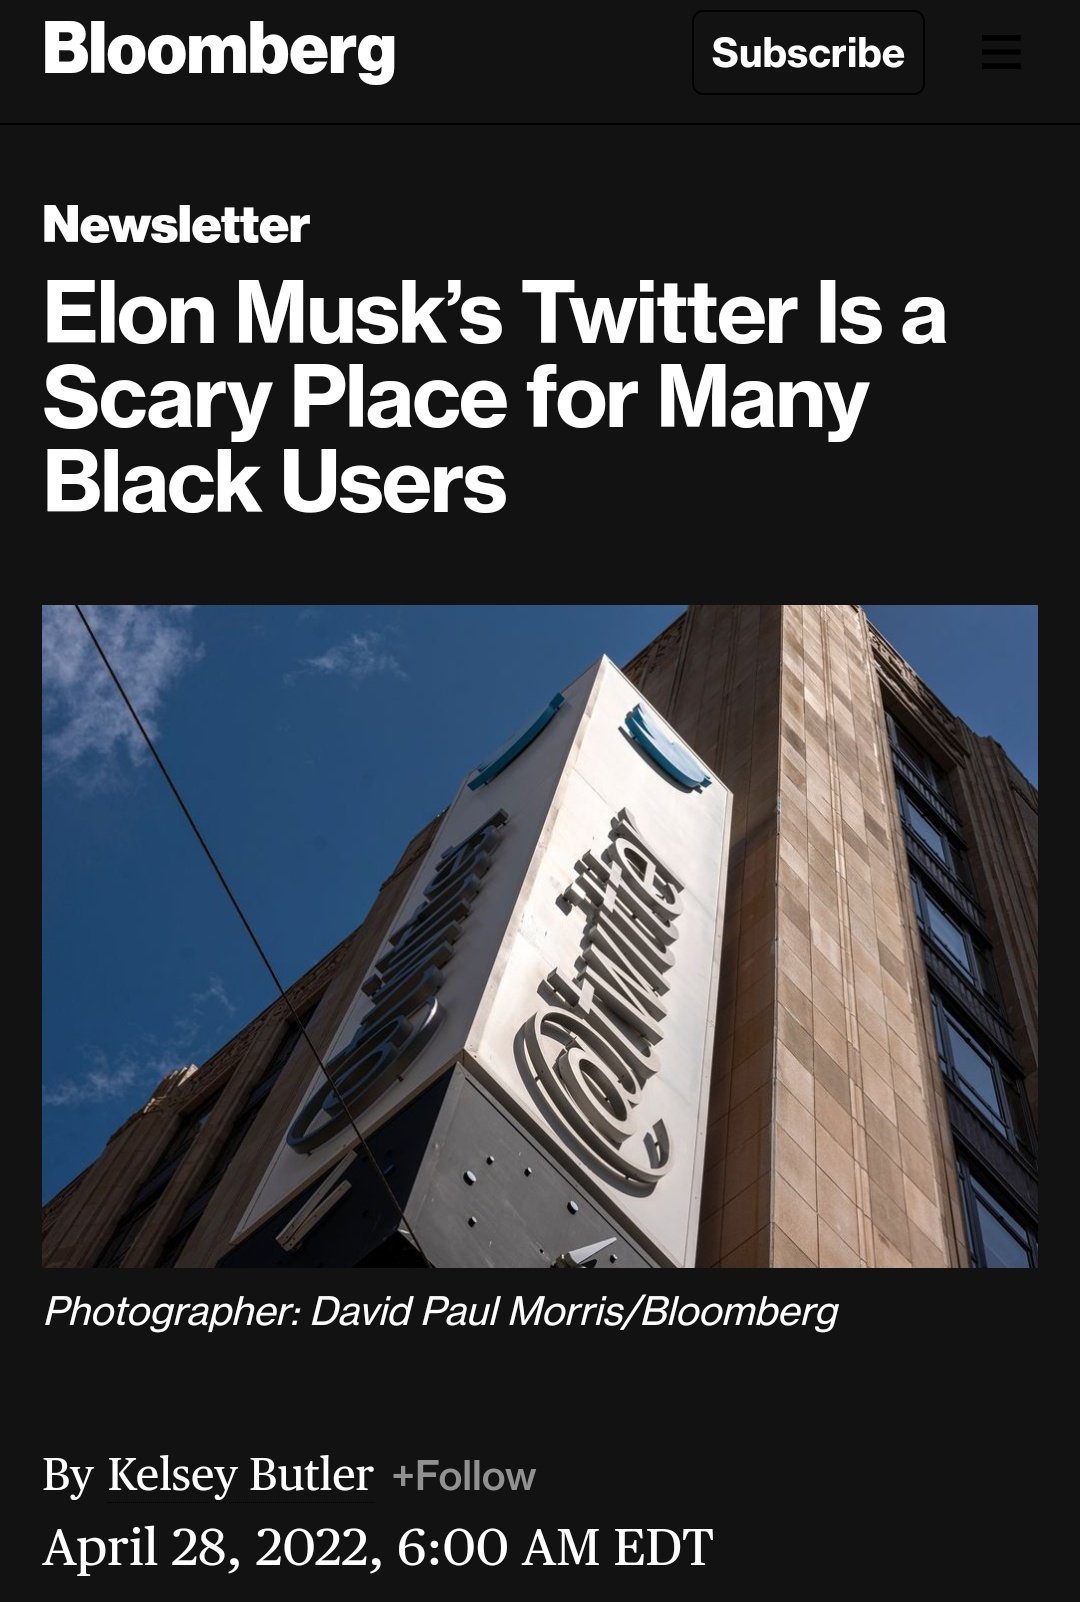 Bloomberg
Subscribe
Newsletter
Elon Musk’s Twitter Is a
Scary Place for Many
Black Users
@twitter
@twitter
Photographer: David Paul Morris/Bloomberg
By Kelsey Butler +Follow
April 28, 2022, 6:00 AM EDT